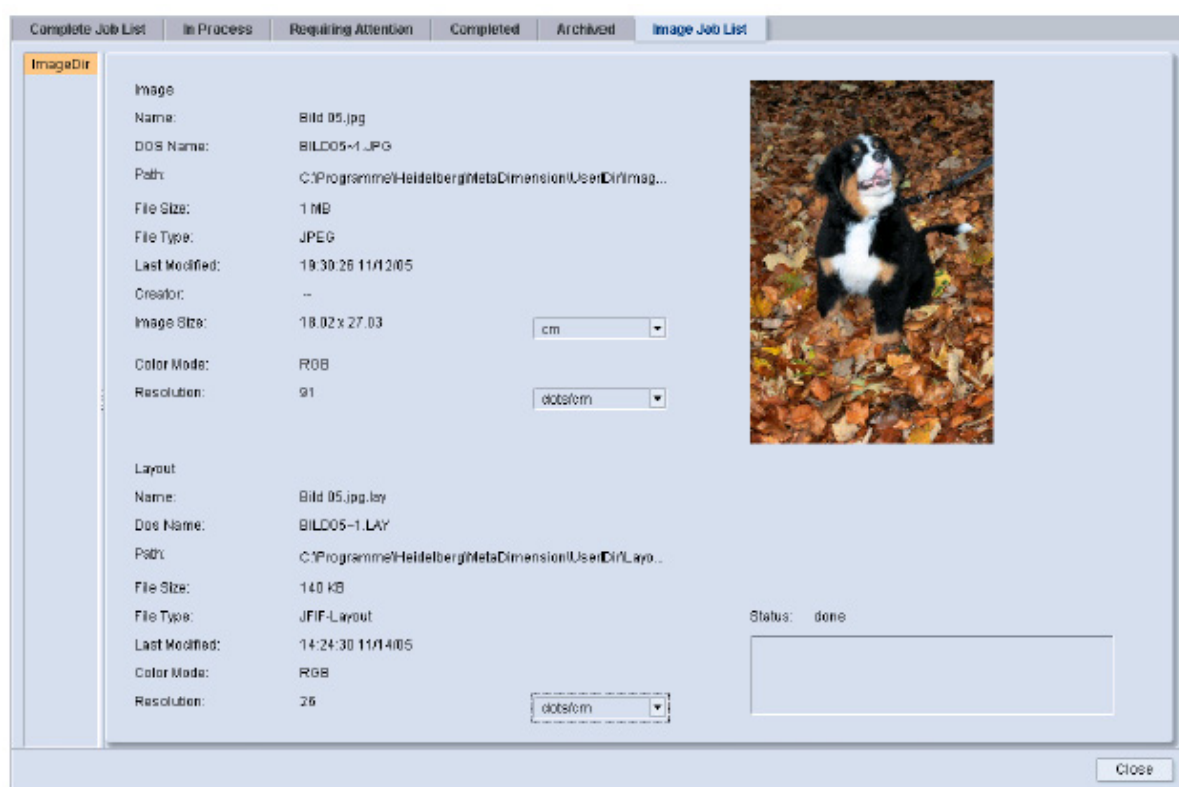 Complete Job List In Process Requiring Attention Completed Archived Image Job List
ImageDir
Image
Name: Bild 05.jpg
DOS Name: BILD05~1.JPG
Path: C:\Programme\Heidelberg\MetaDimension\UserDir\Imag...
File Size: 1 MB
File Type: JPEG
Last Modified: 19:30:26 11/12/05
Creator: --
Image Size: 18.02 x 27.03 cm
Color Mode: RGB
Resolution: 91 dots/cm
Layout
Name: Bild 05.jpg.lay
Dos Name: BILD05~1.LAY
Path: C:\Programme\Heidelberg\MetaDimension\UserDir\Layo...
File Size: 140 KB
File Type: JFIF-Layout
Status: done
Last Modified: 14:24:30 11/14/05
Color Mode: RGB
Resolution: 26 dots/cm
Close